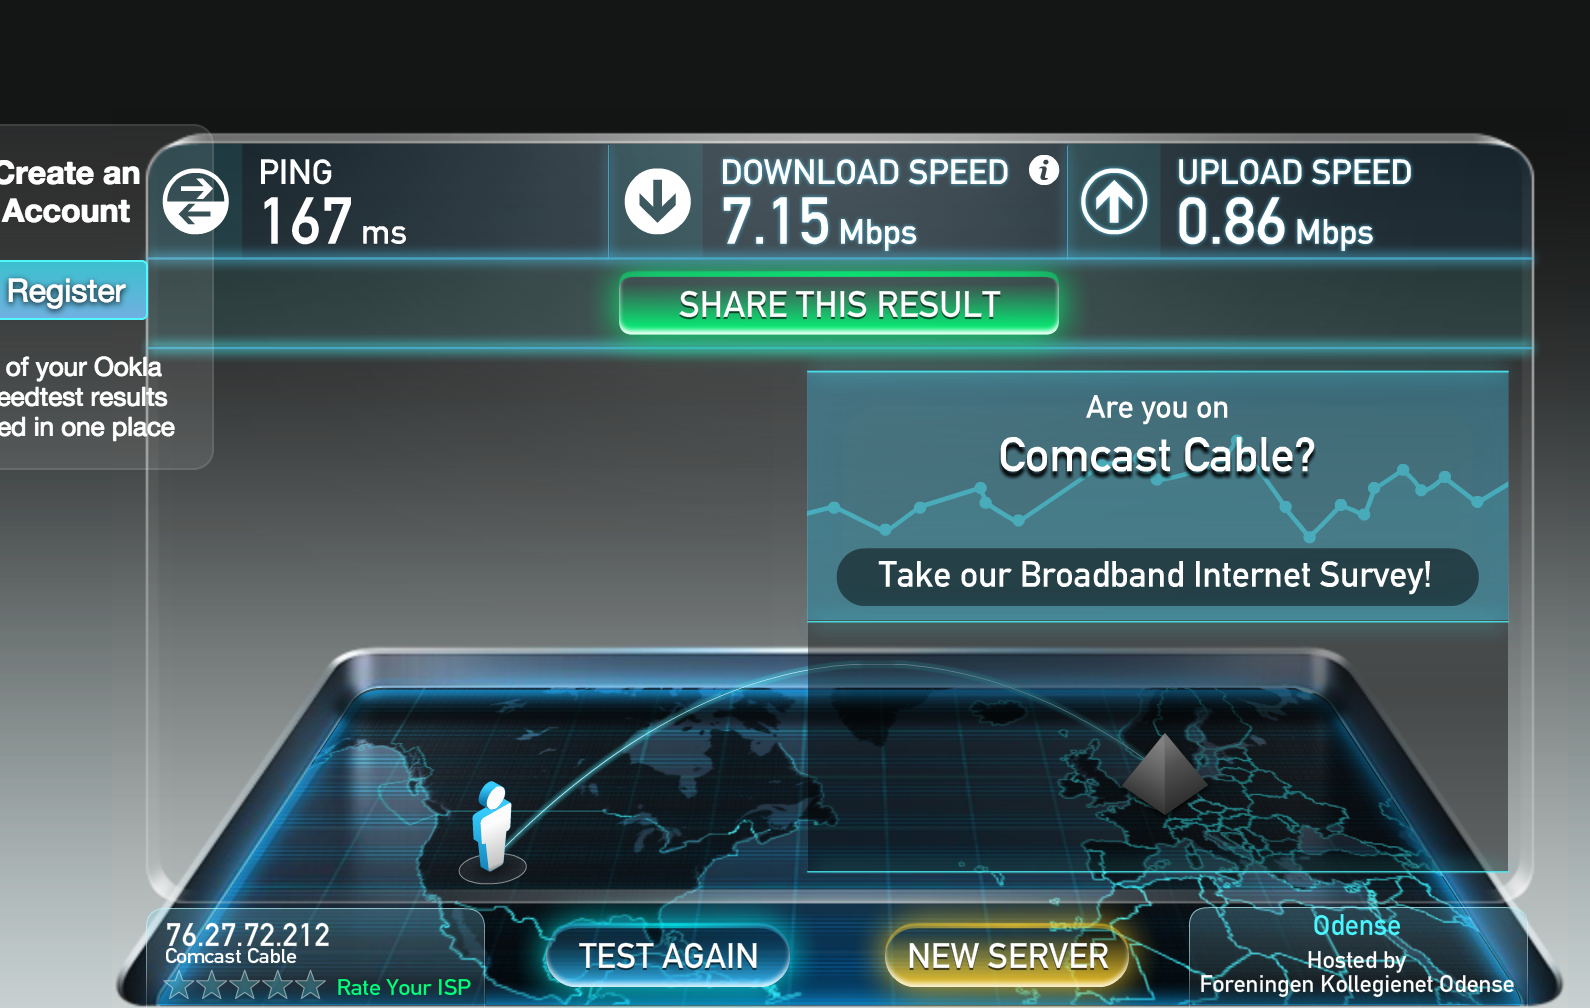 Create an
Account
Register
of your Ookla
eedtest results
ed in one place
PING
167 ms
DOWNLOAD SPEED i
7.15 Mbps
UPLOAD SPEED
0.86 Mbps
SHARE THIS RESULT
Are you on
Comcast Cable?
Take our Broadband Internet Survey!
76.27.72.212
Comcast Cable
Rate Your ISP
TEST AGAIN
NEW SERVER
Odense
Hosted by
Foreningen Kollegienet Odense